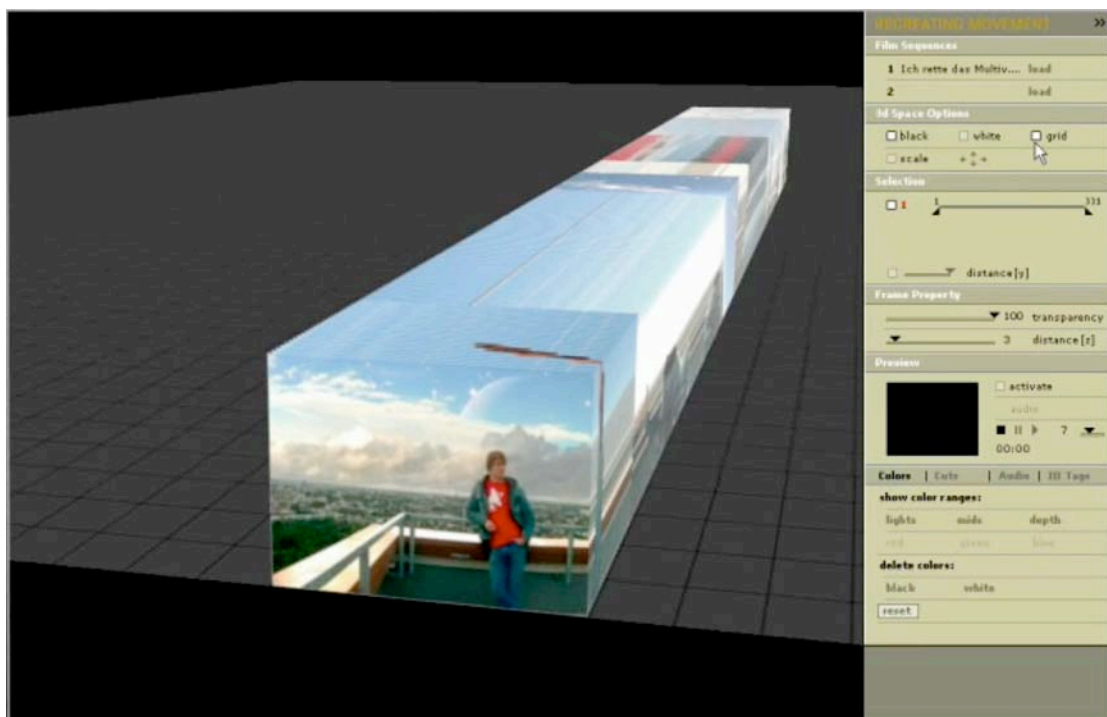 RECREATING MOVEMENT »
Film Sequences
1 Ich rette das Multiv.... load
2 load
3d Space Options
black white grid
scale
Selection
1 1 331
distance[y]
Frame Property
100 transparency
3 distance[z]
Preview
activate
audio
7
00:00
Colors | Cuts | Audio | 3D Tags
show color ranges:
lights mids depth
red green blue
delete colors:
black white
reset